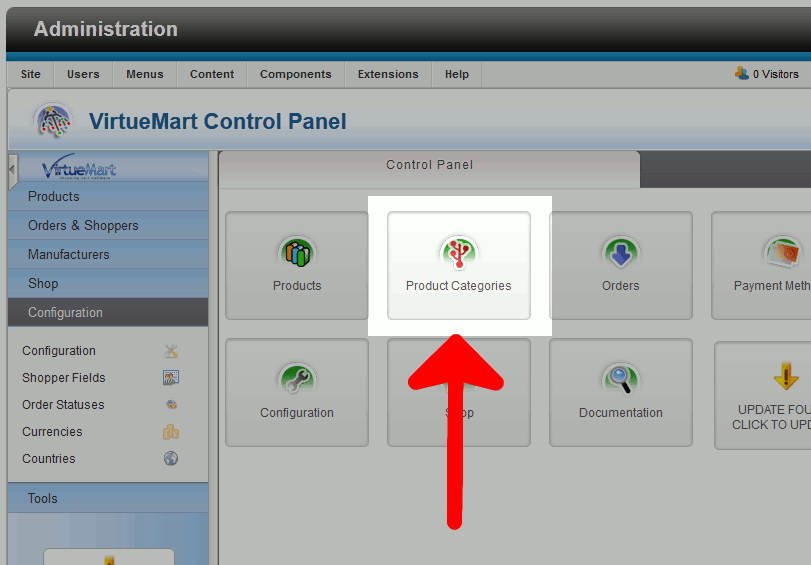 Administration
Site Users Menus Content Components Extensions Help 0 Visitors
VirtueMart Control Panel
VirtueMart
Control Panel
Products
Orders & Shoppers
Manufacturers
Shop
Configuration
Configuration
Shopper Fields
Order Statuses
Currencies
Countries
Tools
Products
Product Categories
Orders
Payment Meth
Configuration
Shop
Documentation
UPDATE FOU
CLICK TO UPD